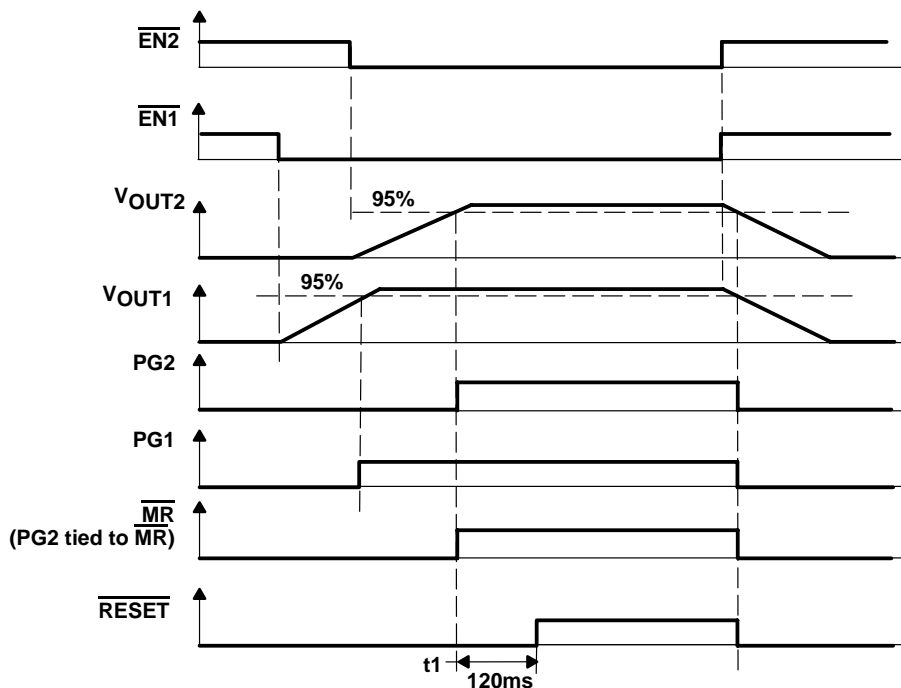 EN2
EN1
VOUT2
95%
VOUT1
95%
PG2
PG1
MR
(PG2 tied to MR)
RESET
t1
120ms